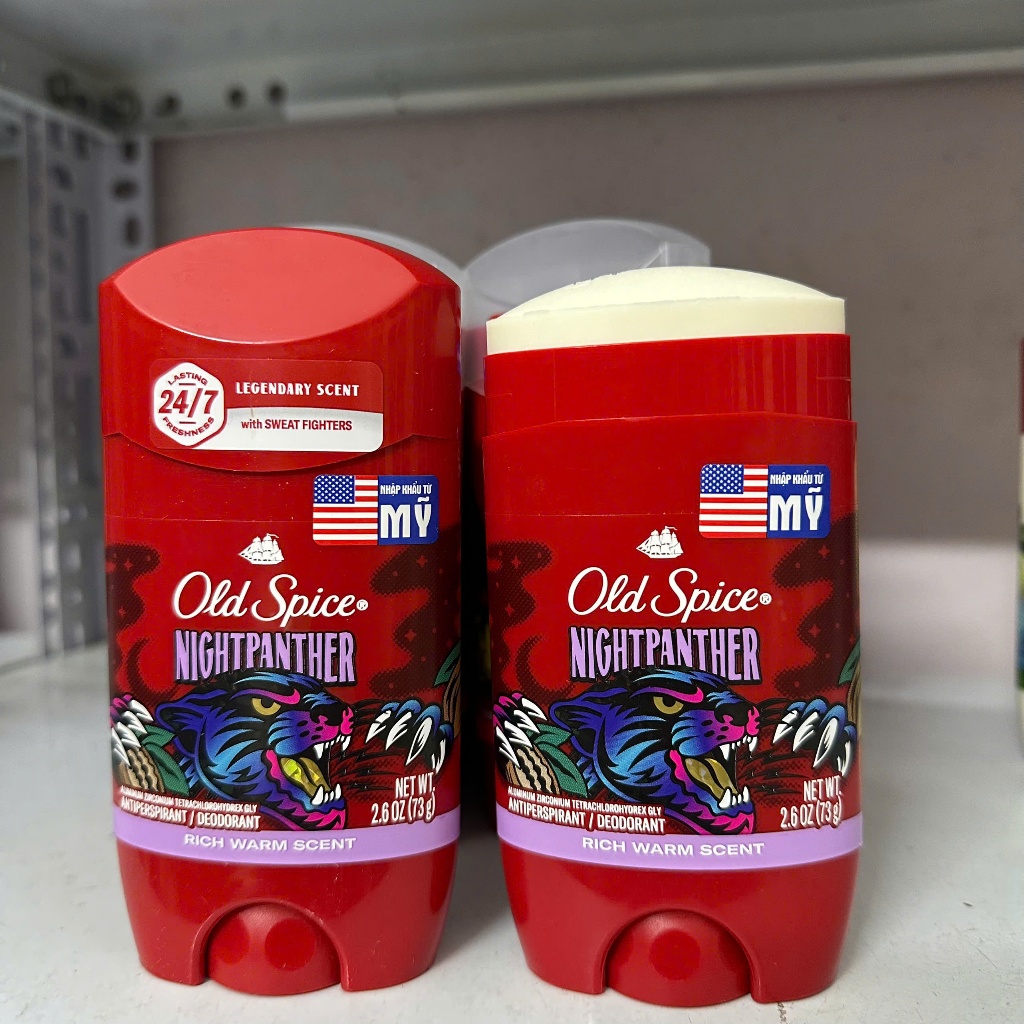 LASTING
24/7
FRESHNESS
LEGENDARY SCENT
with SWEAT FIGHTERS
NHẬP KHẨU TỪ
MỸ
Old Spice®
NIGHTPANTHER
ALUMINUM ZIRCONIUM TETRACHLOROHYDREX GLY
ANTIPERSPIRANT / DEODORANT
NET WT.
2.6 OZ (73 g)
RICH WARM SCENT
NHẬP KHẨU TỪ
MỸ
Old Spice®
NIGHTPANTHER
ALUMINUM ZIRCONIUM TETRACHLOROHYDREX GLY
ANTIPERSPIRANT / DEODORANT
NET WT.
2.6 OZ (73 g)
RICH WARM SCENT